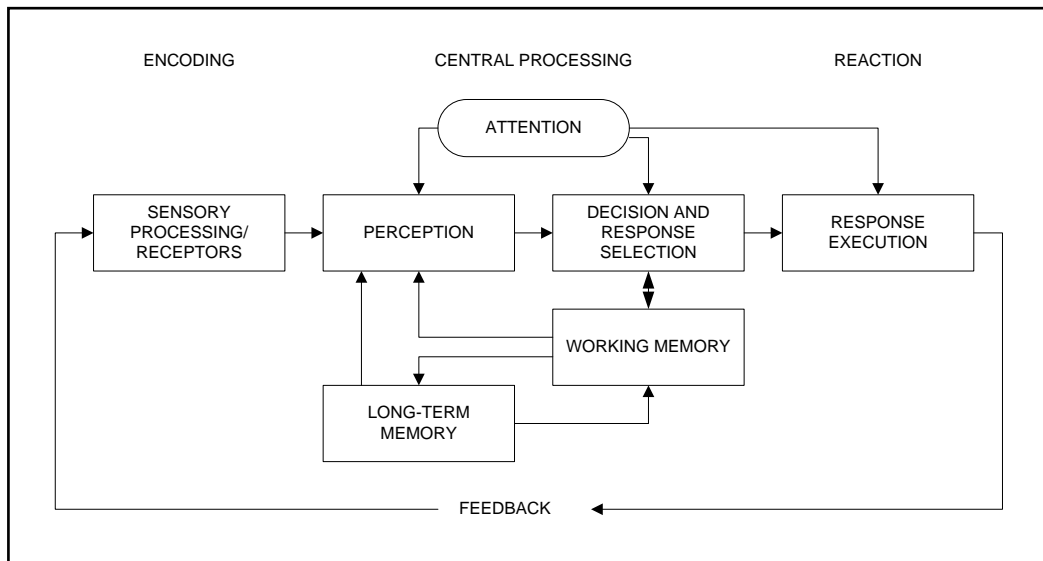 ENCODING
CENTRAL PROCESSING
REACTION
ATTENTION
SENSORY
PROCESSING/
RECEPTORS
PERCEPTION
DECISION AND
RESPONSE
SELECTION
RESPONSE
EXECUTION
WORKING MEMORY
LONG-TERM
MEMORY
FEEDBACK